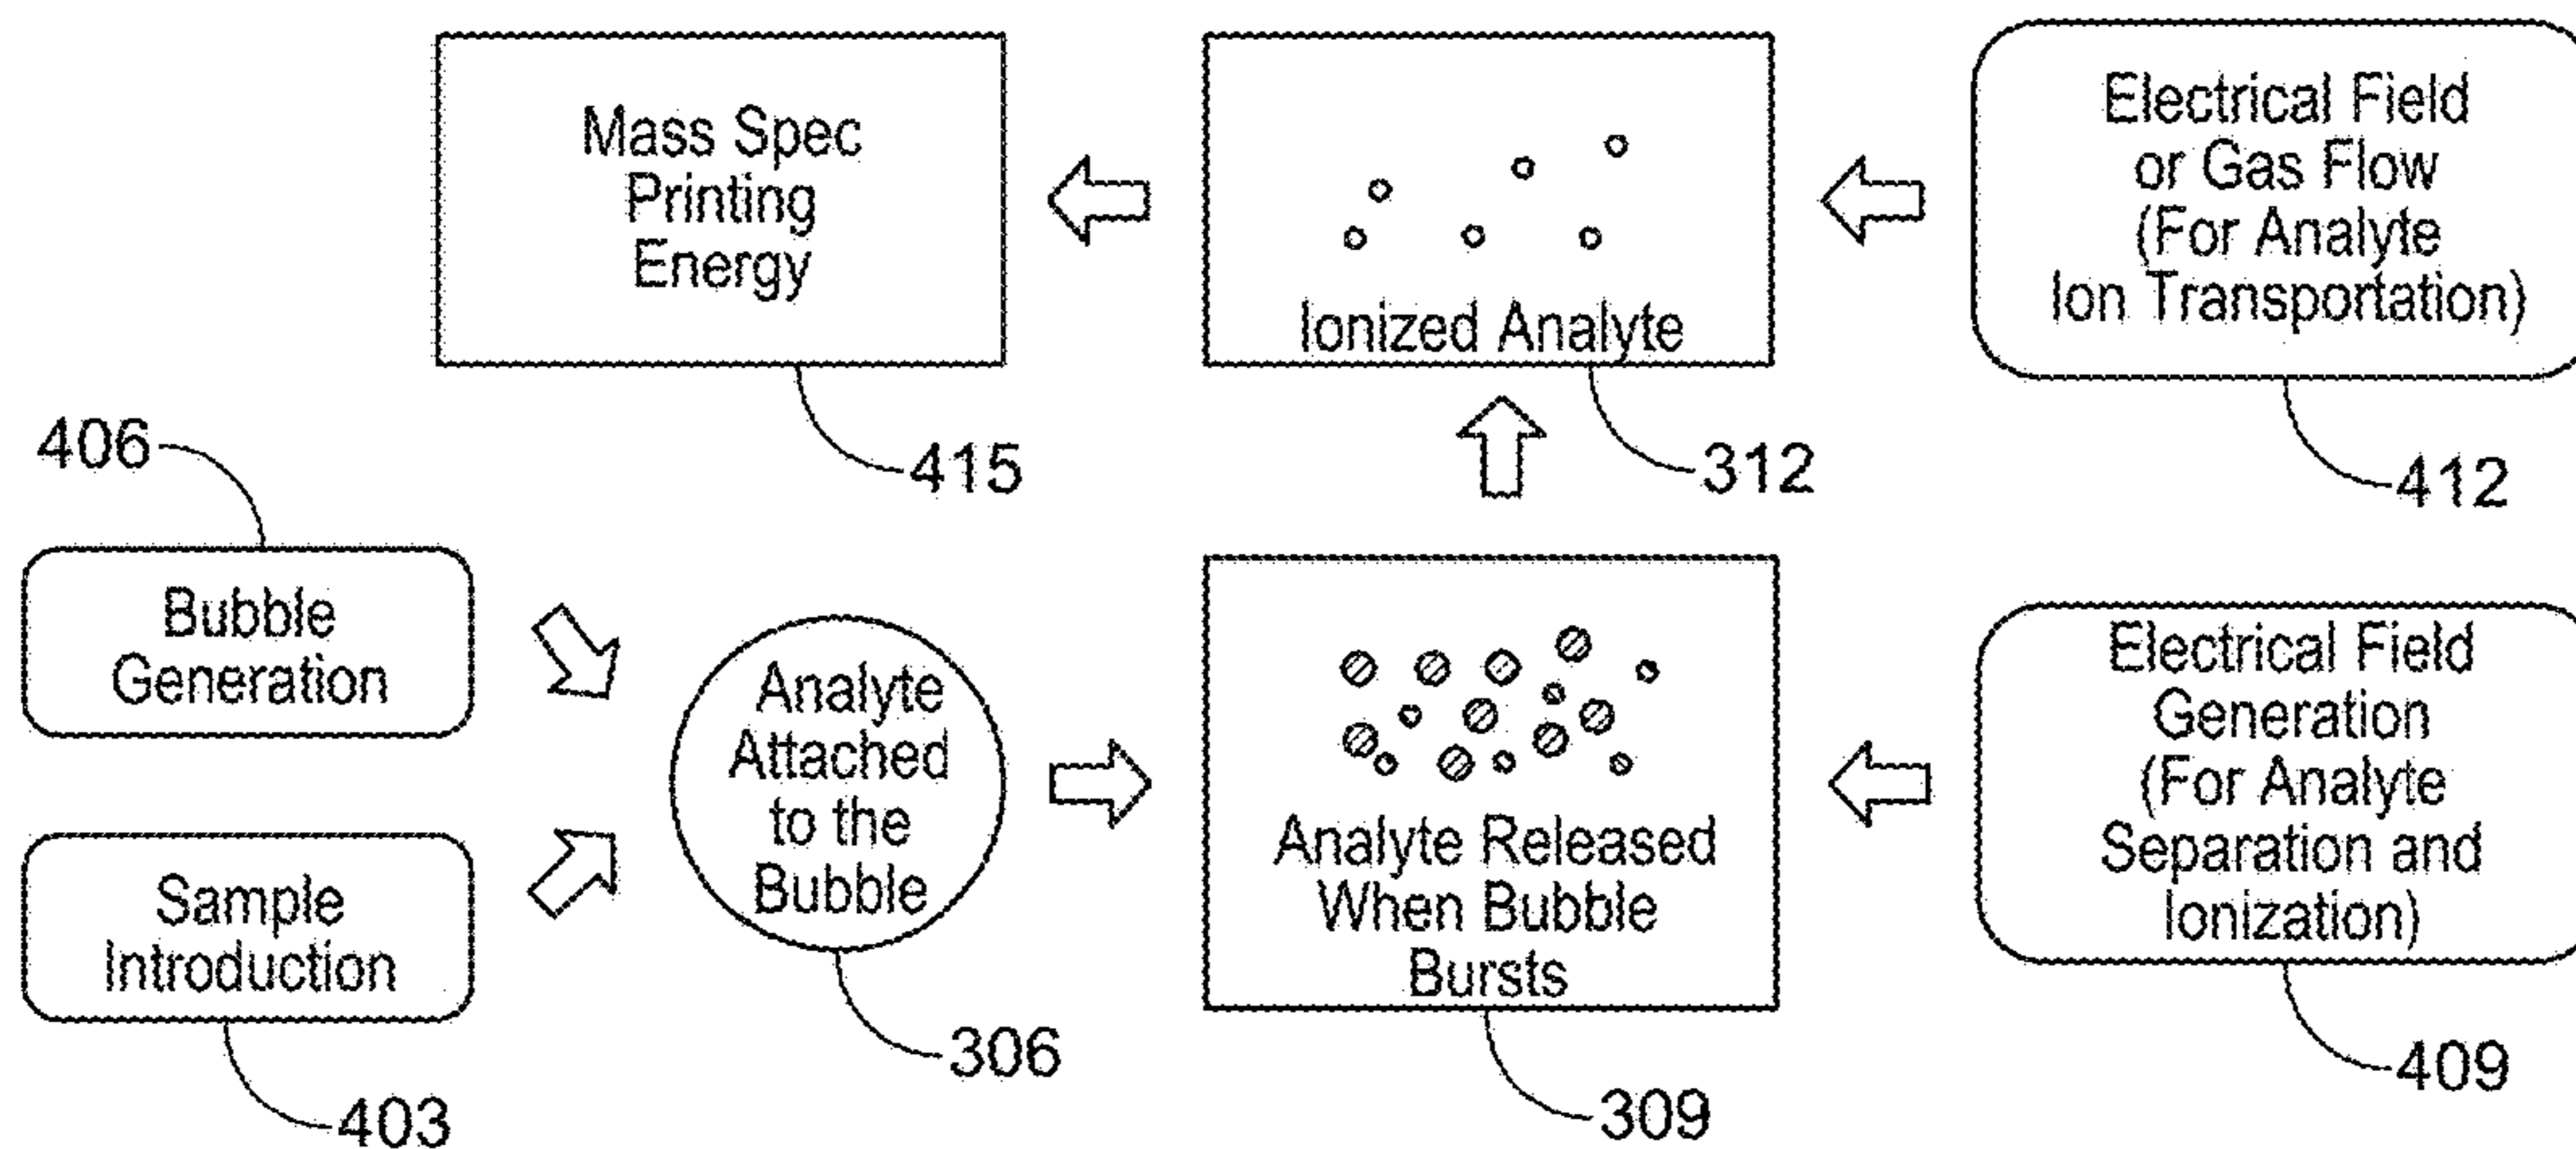 Mass Spec
Printing
Energy
415
Ionized Analyte
312
Electrical Field
or Gas Flow
(For Analyte
Ion Transportation)
412
406
Bubble
Generation
Sample
Introduction
403
Analyte
Attached
to the
Bubble
306
Analyte Released
When Bubble
Bursts
309
Electrical Field
Generation
(For Analyte
Separation and
Ionization)
409